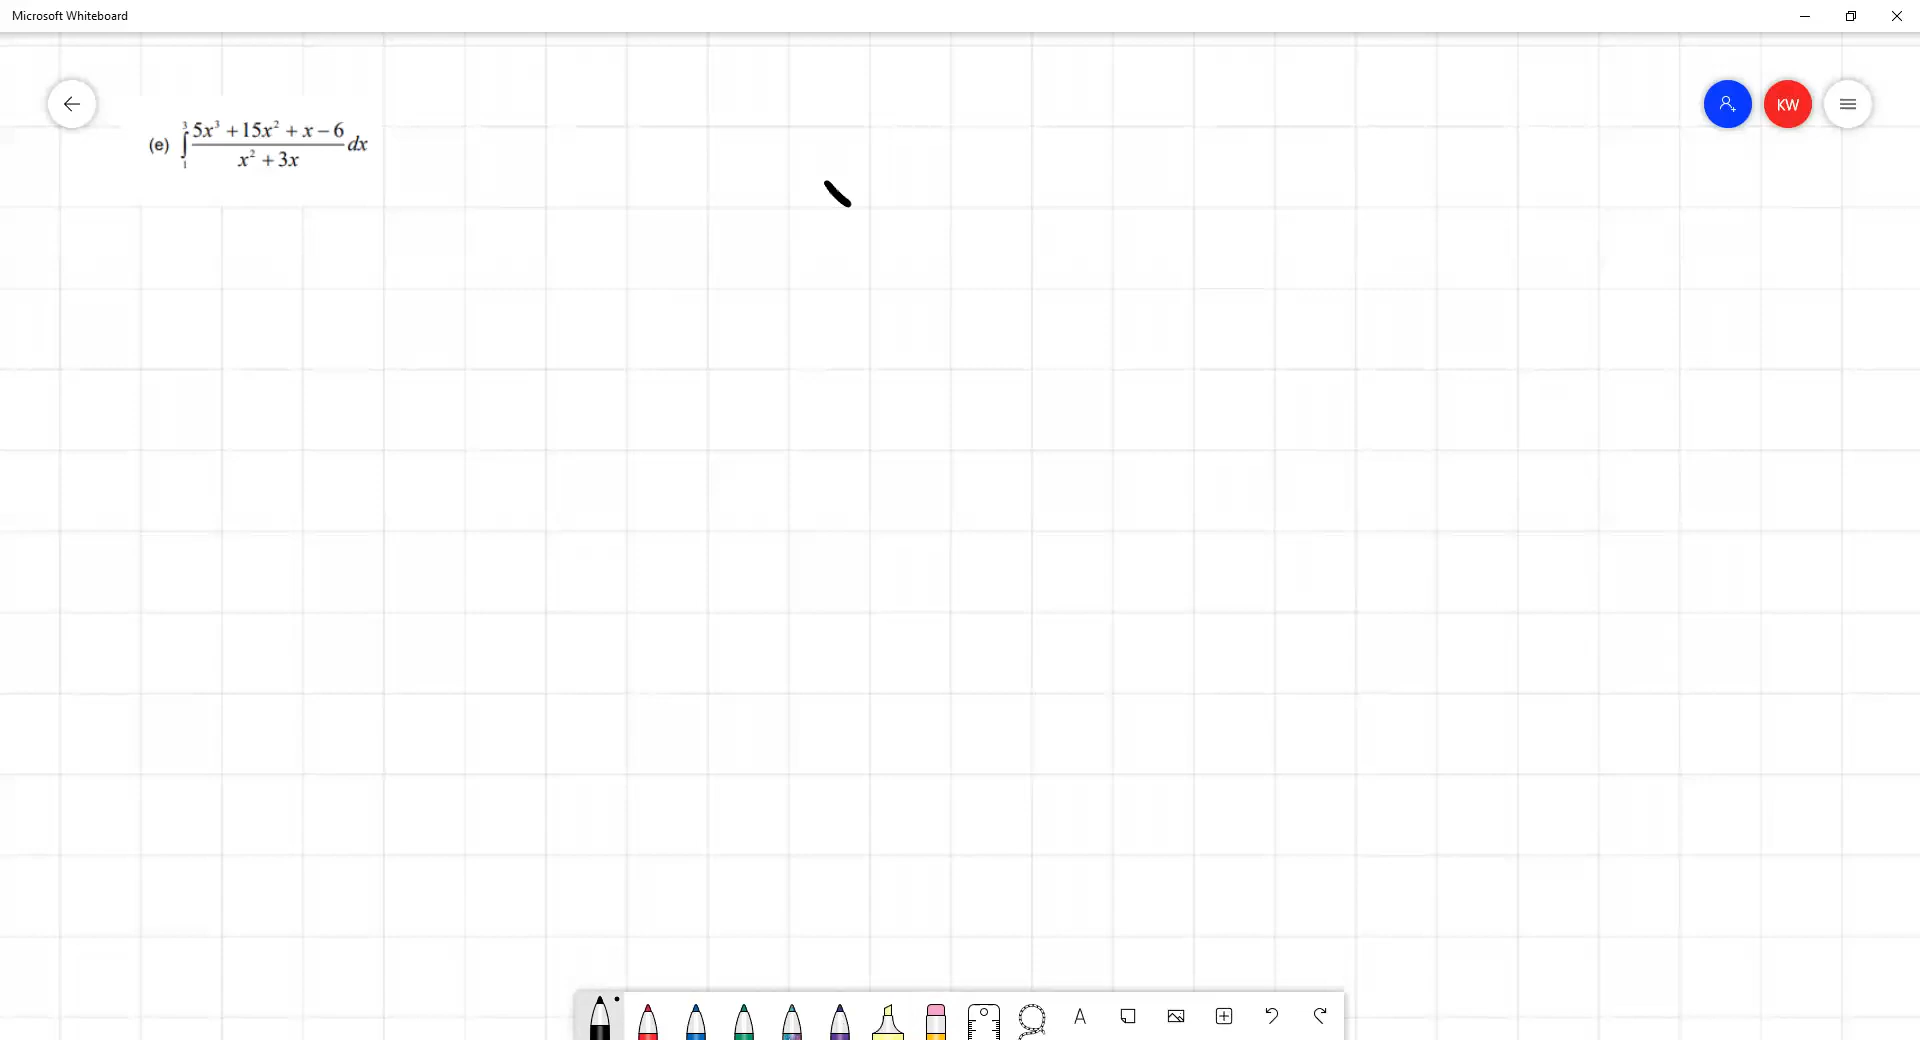 Microsoft Whiteboard
KW
(e) ∫₁³ (5x³ + 15x² + x − 6)/(x² + 3x) dx
A